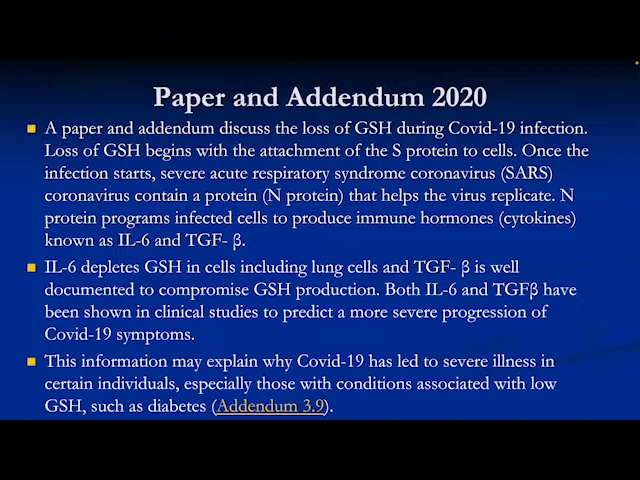 Paper and Addendum 2020
A paper and addendum discuss the loss of GSH during Covid-19 infection.
Loss of GSH begins with the attachment of the S protein to cells. Once the
infection starts, severe acute respiratory syndrome coronavirus (SARS)
coronavirus contain a protein (N protein) that helps the virus replicate. N
protein programs infected cells to produce immune hormones (cytokines)
known as IL-6 and TGF- β.
IL-6 depletes GSH in cells including lung cells and TGF- β is well
documented to compromise GSH production. Both IL-6 and TGFβ have
been shown in clinical studies to predict a more severe progression of
Covid-19 symptoms.
This information may explain why Covid-19 has led to severe illness in
certain individuals, especially those with conditions associated with low
GSH, such as diabetes (Addendum 3.9).